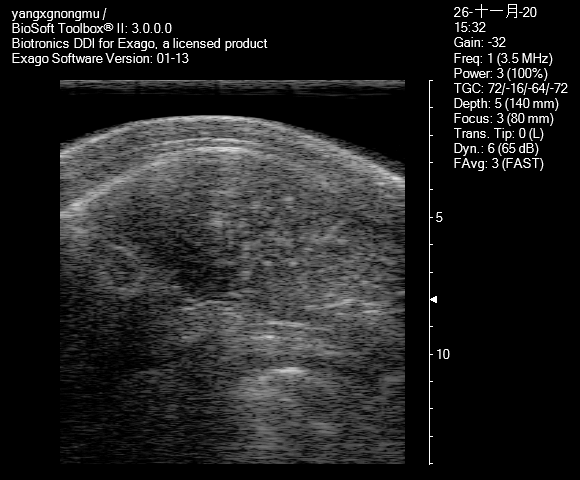 yangxgnongmu /
BioSoft Toolbox® II: 3.0.0.0
Biotronics DDI for Exago, a licensed product
Exago Software Version: 01-13
26-十一月-20
15:32
Gain: -32
Freq: 1 (3.5 MHz)
Power: 3 (100%)
TGC: 72/-16/-64/-72
Depth: 5 (140 mm)
Focus: 3 (80 mm)
Trans. Tip: 0 (L)
Dyn.: 6 (65 dB)
FAvg: 3 (FAST)
5
10